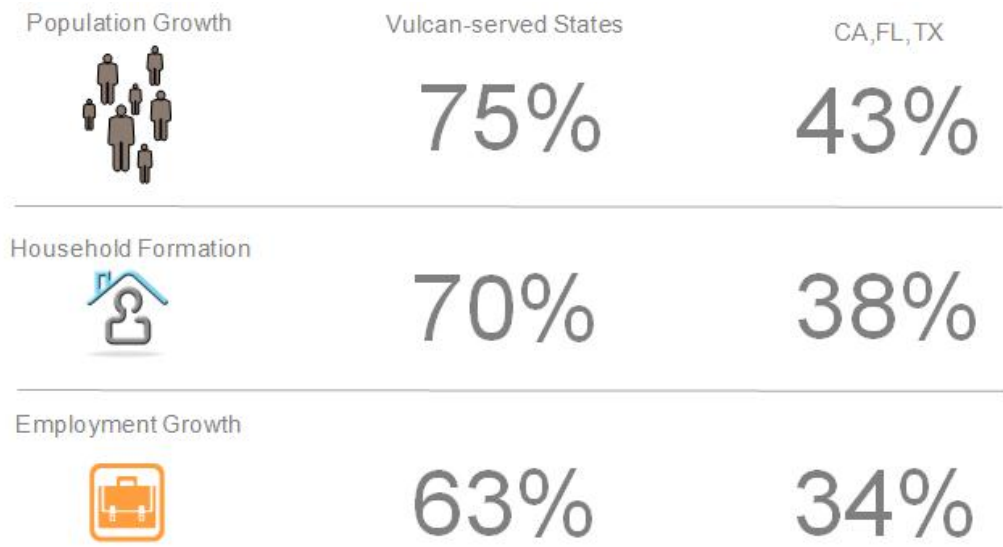 Population Growth
Vulcan-served States
CA,FL,TX
75%
43%
Household Formation
70%
38%
Employment Growth
63%
34%